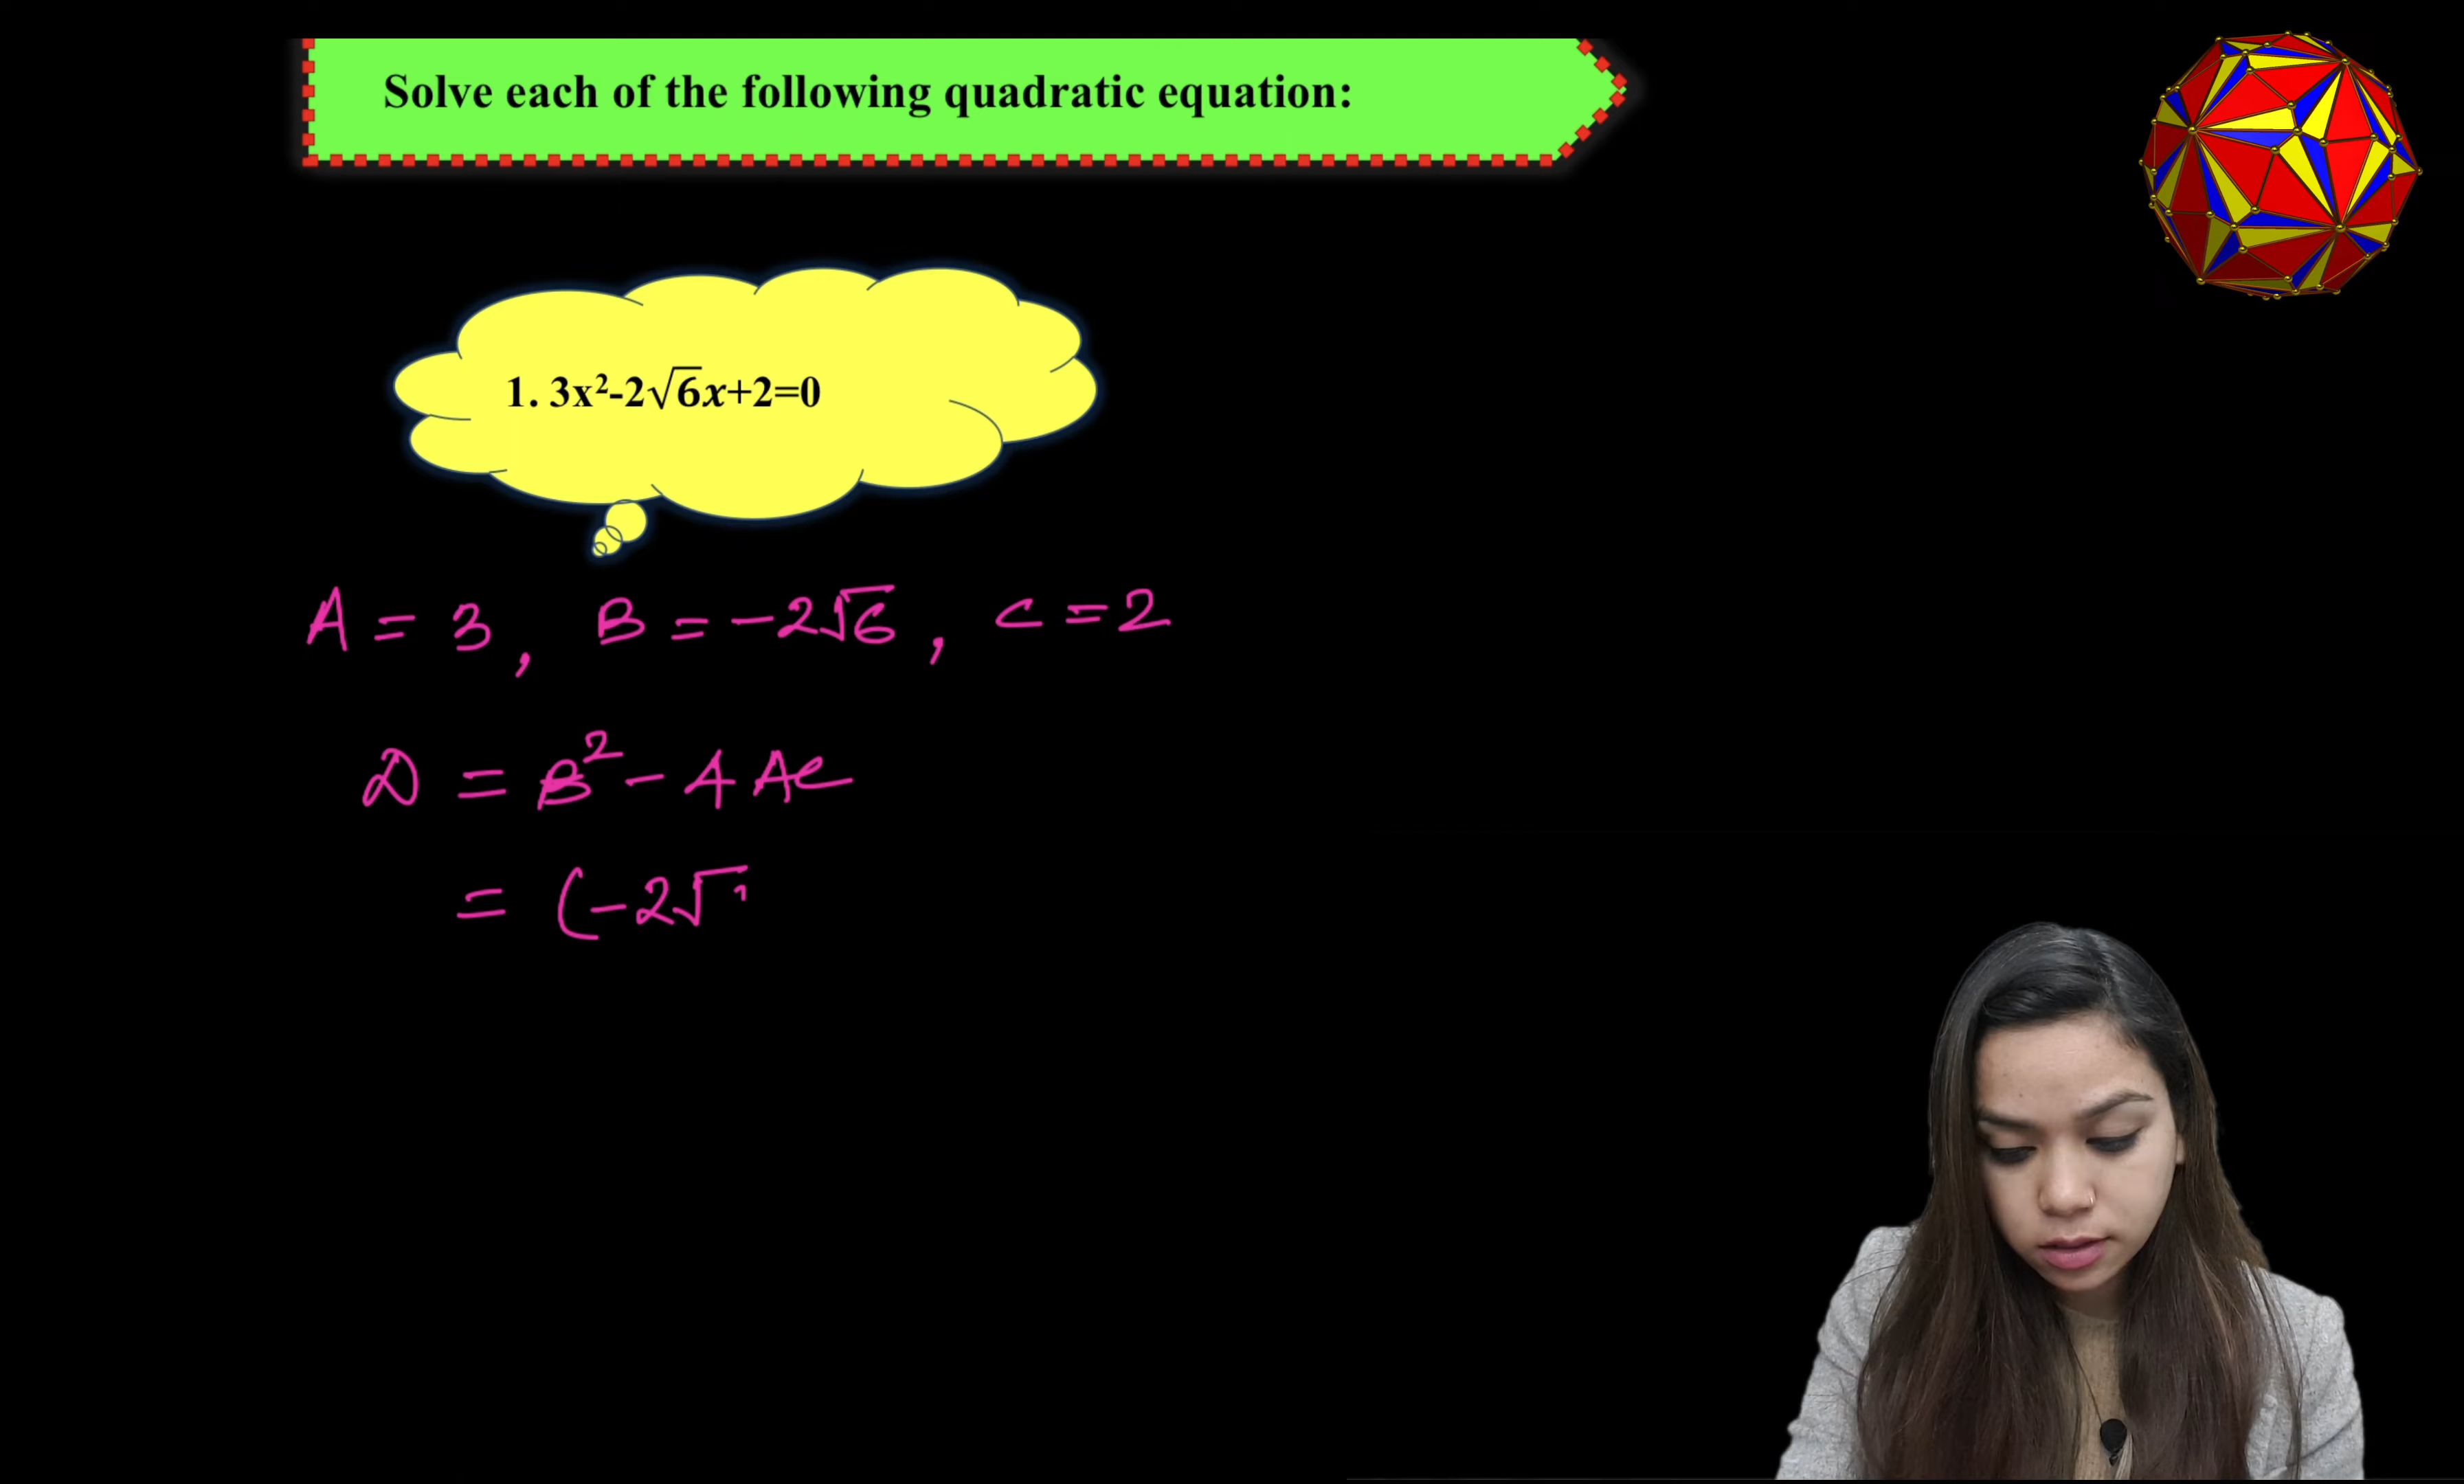 Solve each of the following quadratic equation:
1. 3x²-2√6x+2=0
A = 3, B = -2√6, C = 2
D = B² - 4AC
= (-2√